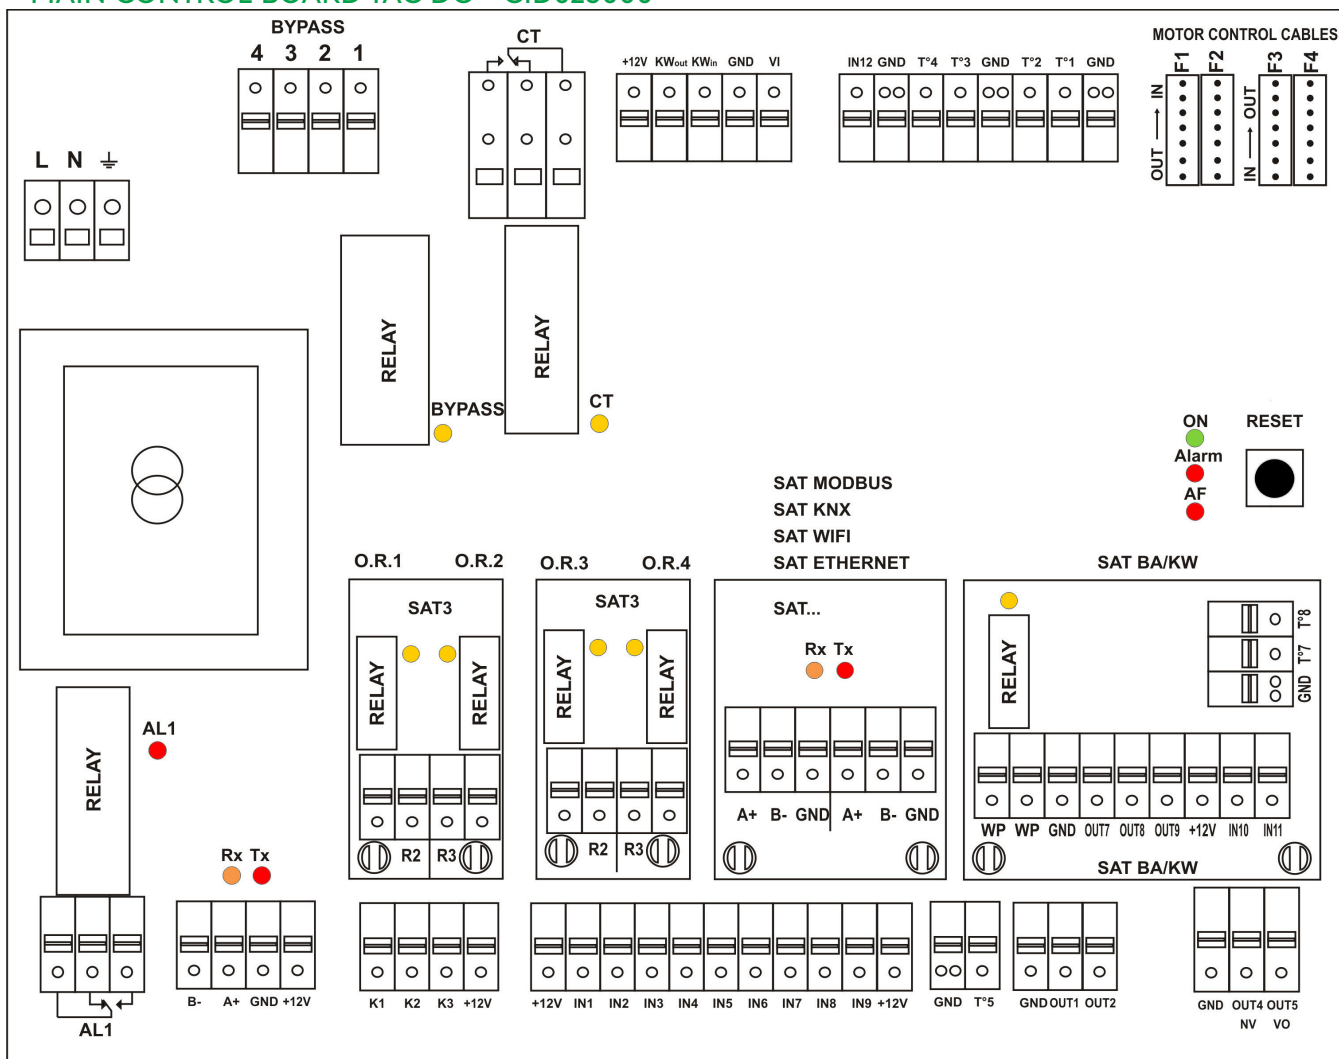 BYPASS
4 3 2 1
CT
+12V KWout KWin GND VI
IN12 GND T°4 T°3 GND T°2 T°1 GND
MOTOR CONTROL CABLES
F1 F2 F3 F4
OUT → IN
IN → OUT
L N
RELAY
RELAY
BYPASS
CT
ON
Alarm
AF
RESET
SAT MODBUS
SAT KNX
SAT WIFI
SAT ETHERNET
O.R.1 O.R.2
O.R.3 O.R.4
SAT BA/KW
SAT3
RELAY RELAY
R2 R3
SAT3
RELAY RELAY
R2 R3
SAT...
Rx Tx
A+ B- GND A+ B- GND
RELAY
T°8
T°7
GND
WP WP GND OUT7 OUT8 OUT9 +12V IN10 IN11
SAT BA/KW
RELAY
AL1
Rx Tx
AL1
B- A+ GND +12V
K1 K2 K3 +12V
+12V IN1 IN2 IN3 IN4 IN5 IN6 IN7 IN8 IN9 +12V
GND T°5
GND OUT1 OUT2
GND OUT4 OUT5
NV VO